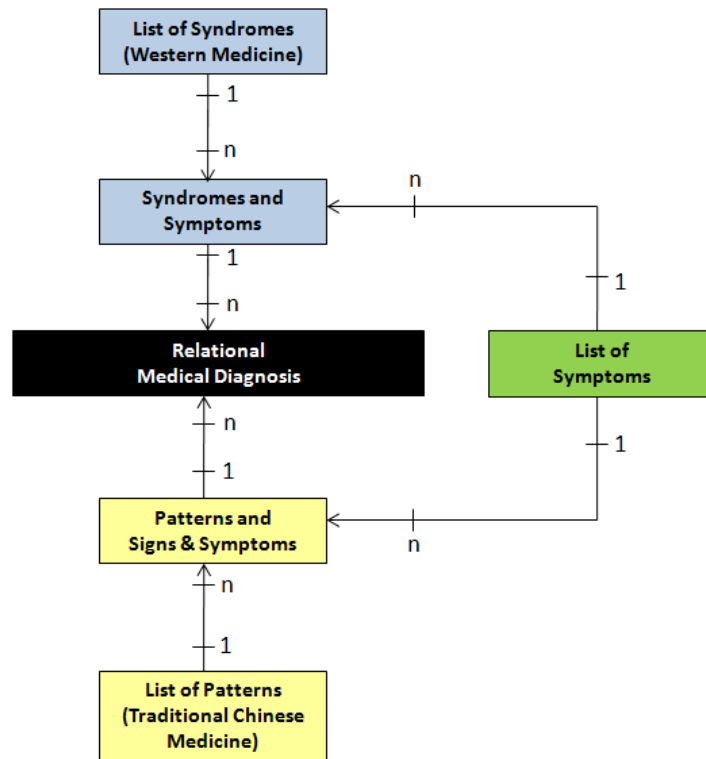 List of Syndromes
(Western Medicine)
1
n
Syndromes and
Symptoms
n
1
n
1
Relational
Medical Diagnosis
List of
Symptoms
n
1
1
Patterns and
Signs & Symptoms
n
n
1
List of Patterns
(Traditional Chinese
Medicine)